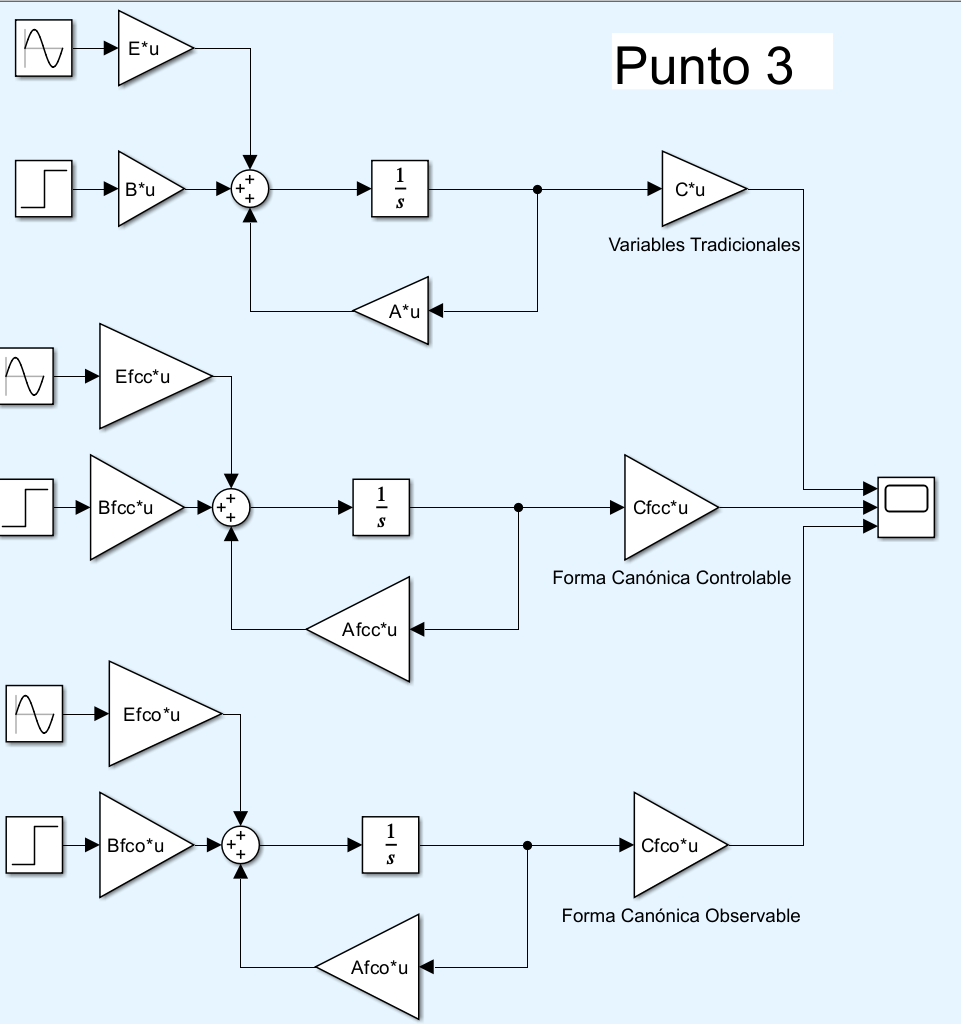 E*u
Punto 3
B*u
+
+
+
1
s
C*u
Variables Tradicionales
A*u
Efcc*u
Bfcc*u
+
+
+
1
s
Cfcc*u
Forma Canónica Controlable
Afcc*u
Efco*u
Bfco*u
+
+
+
1
s
Cfco*u
Forma Canónica Observable
Afco*u